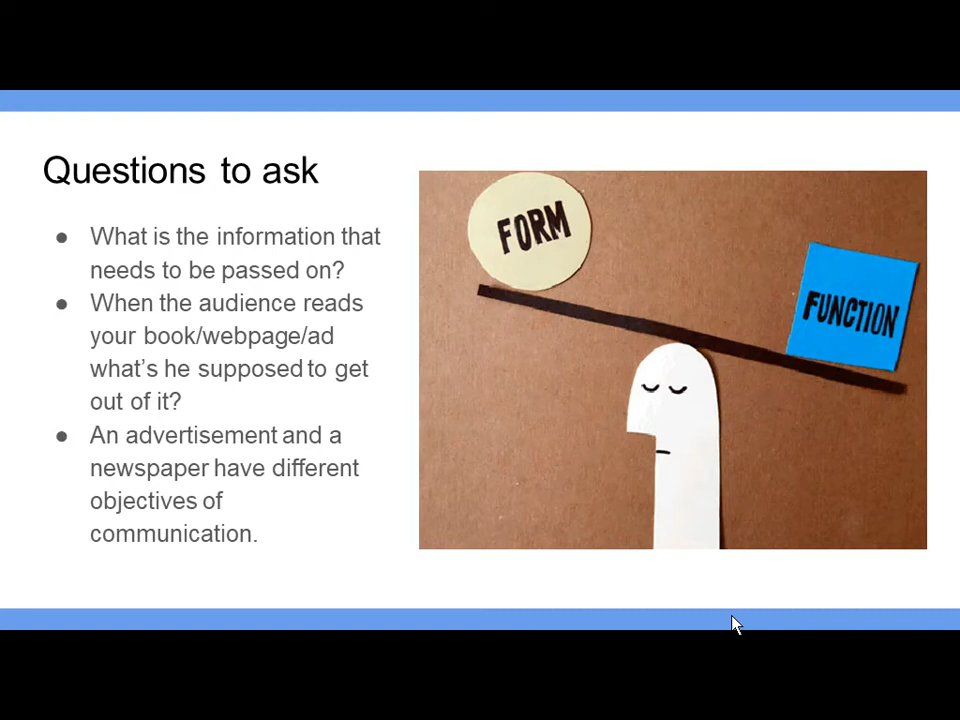 Questions to ask
● What is the information that
needs to be passed on?
● When the audience reads
your book/webpage/ad
what's he supposed to get
out of it?
● An advertisement and a
newspaper have different
objectives of
communication.
FORM
FUNCTION